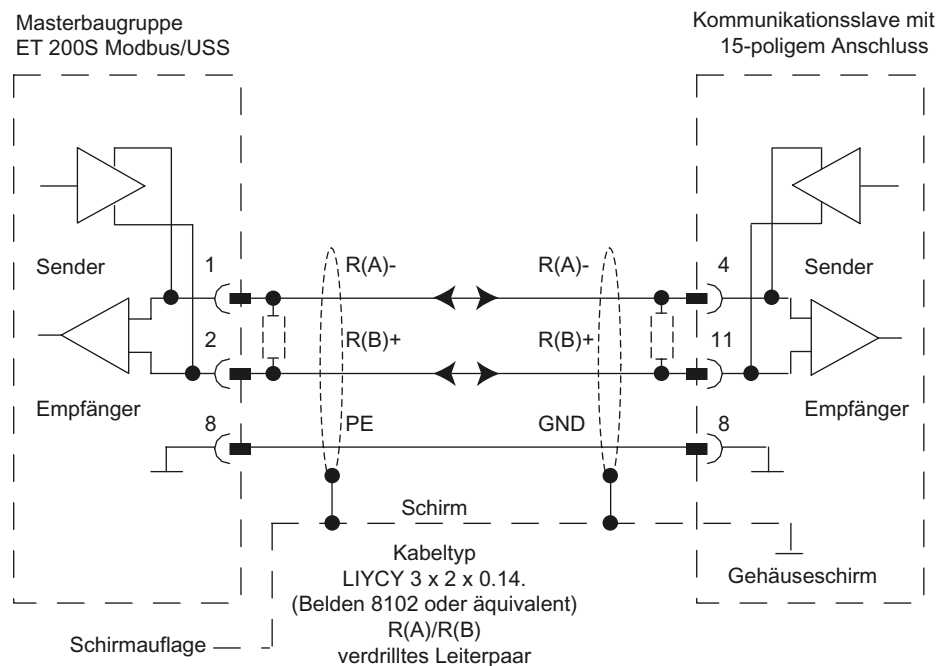 Masterbaugruppe
ET 200S Modbus/USS
Kommunikationsslave mit
15-poligem Anschluss
Sender
1
R(A)-
R(A)-
4
Sender
2
R(B)+
R(B)+
11
Empfänger
Empfänger
8
PE
GND
8
Schirm
Kabeltyp
LIYCY 3 x 2 x 0.14.
(Belden 8102 oder äquivalent)
R(A)/R(B)
verdrilltes Leiterpaar
Gehäuseschirm
Schirmauflage